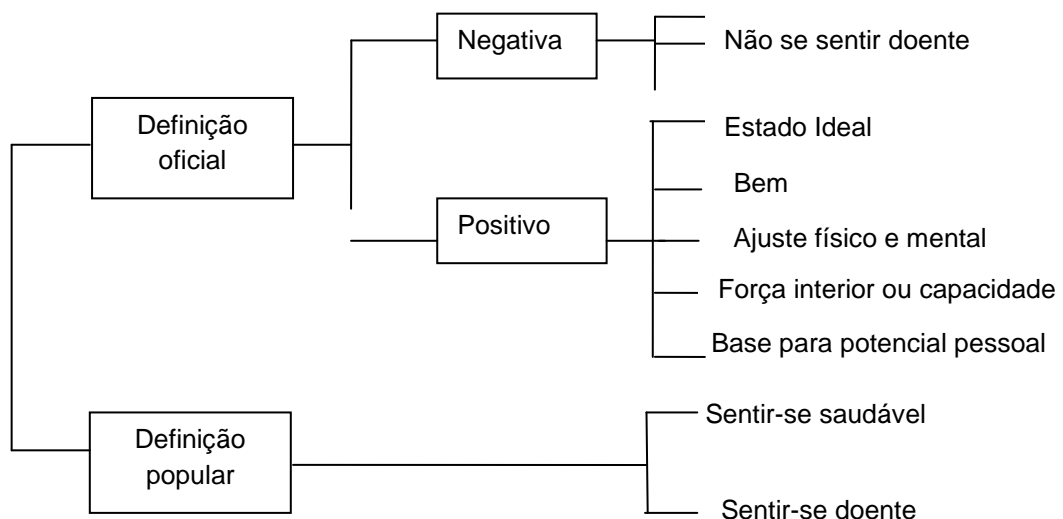 Negativa
Não se sentir doente
Definição
oficial
Estado Ideal
Bem
Positivo
Ajuste físico e mental
Força interior ou capacidade
Base para potencial pessoal
Definição
popular
Sentir-se saudável
Sentir-se doente